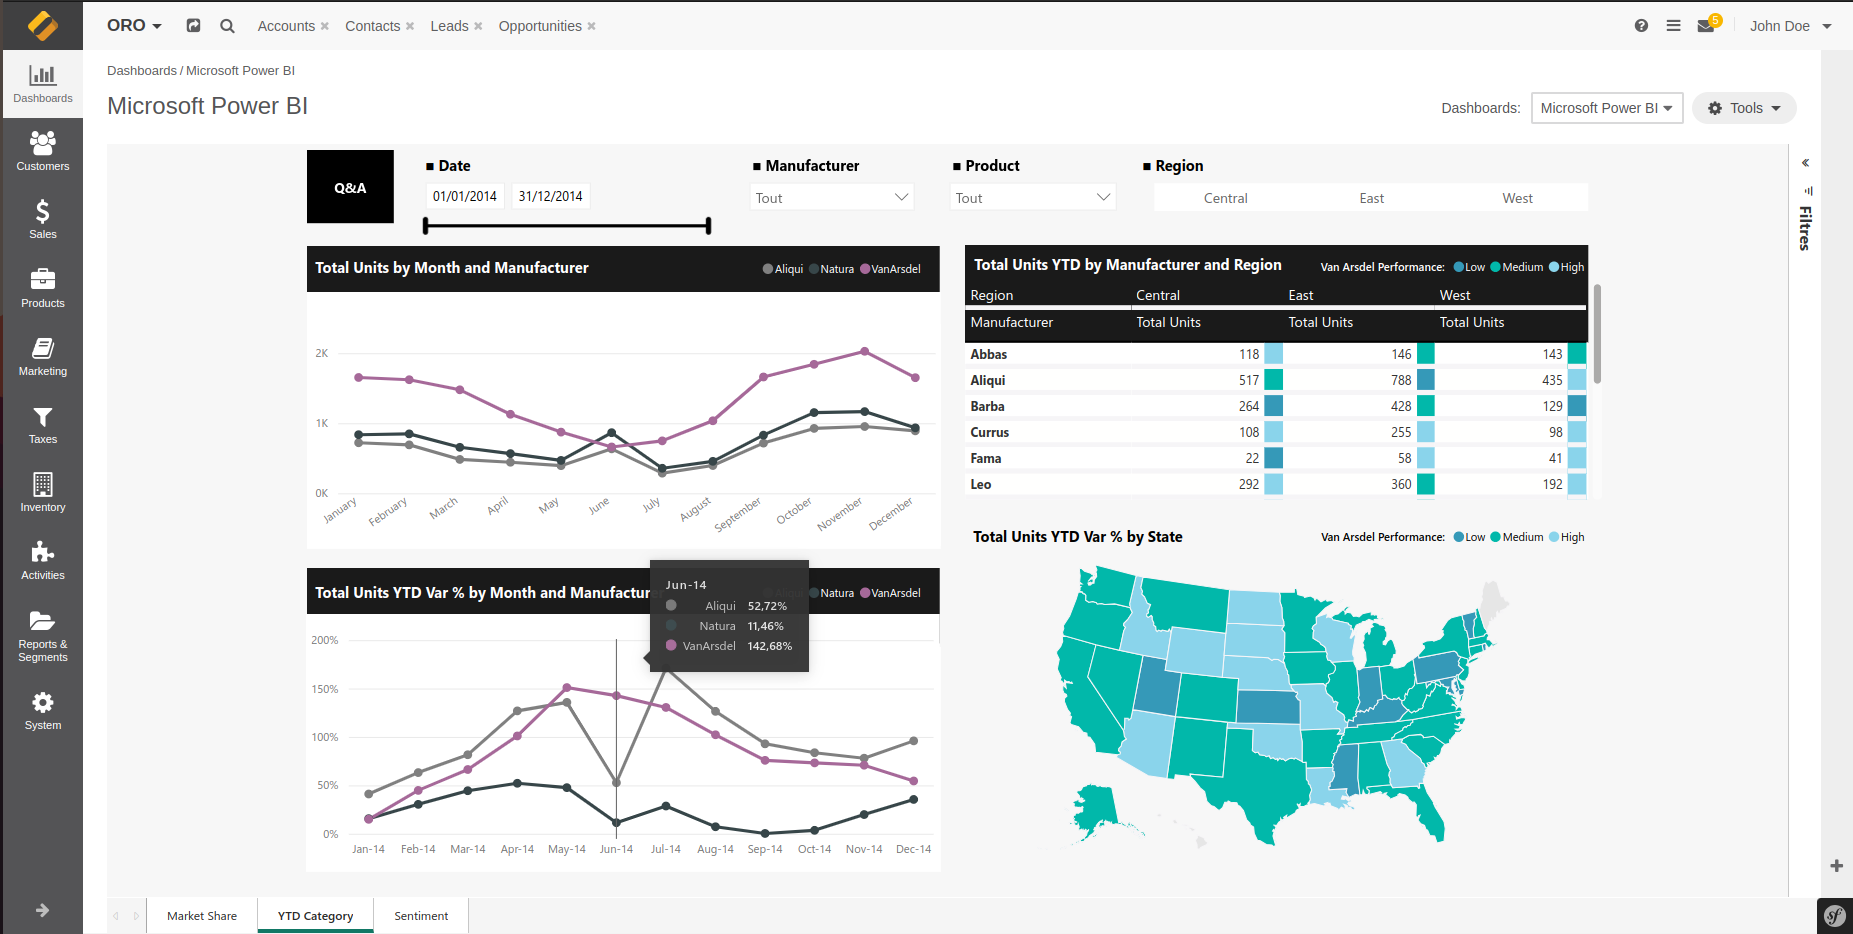 ORO Accounts Contacts Leads Opportunities
5 John Doe
Dashboards
Customers
Sales
Products
Marketing
Taxes
Inventory
Activities
Reports &
Segments
System
Dashboards / Microsoft Power BI
Microsoft Power BI
Dashboards: Microsoft Power BI Tools
Q&A
Date
01/01/2014 31/12/2014
Manufacturer
Tout
Product
Tout
Region
Central East West
Filtres
Total Units by Month and Manufacturer
Aliqui Natura VanArsdel
2K
1K
0K
January February March April May June July August September October November December
Total Units YTD by Manufacturer and Region
Van Arsdel Performance: Low Medium High
Region Central East West
Manufacturer Total Units Total Units Total Units
Abbas 118 146 143
Aliqui 517 788 435
Barba 264 428 129
Currus 108 255 98
Fama 22 58 41
Leo 292 360 192
Total Units YTD Var % by Month and Manufacturer
Natura VanArsdel
Jun-14
Aliqui 52,72%
Natura 11,46%
VanArsdel 142,68%
200%
150%
100%
50%
0%
Jan-14 Feb-14 Mar-14 Apr-14 May-14 Jun-14 Jul-14 Aug-14 Sep-14 Oct-14 Nov-14 Dec-14
Total Units YTD Var % by State
Van Arsdel Performance: Low Medium High
Market Share YTD Category Sentiment
sf